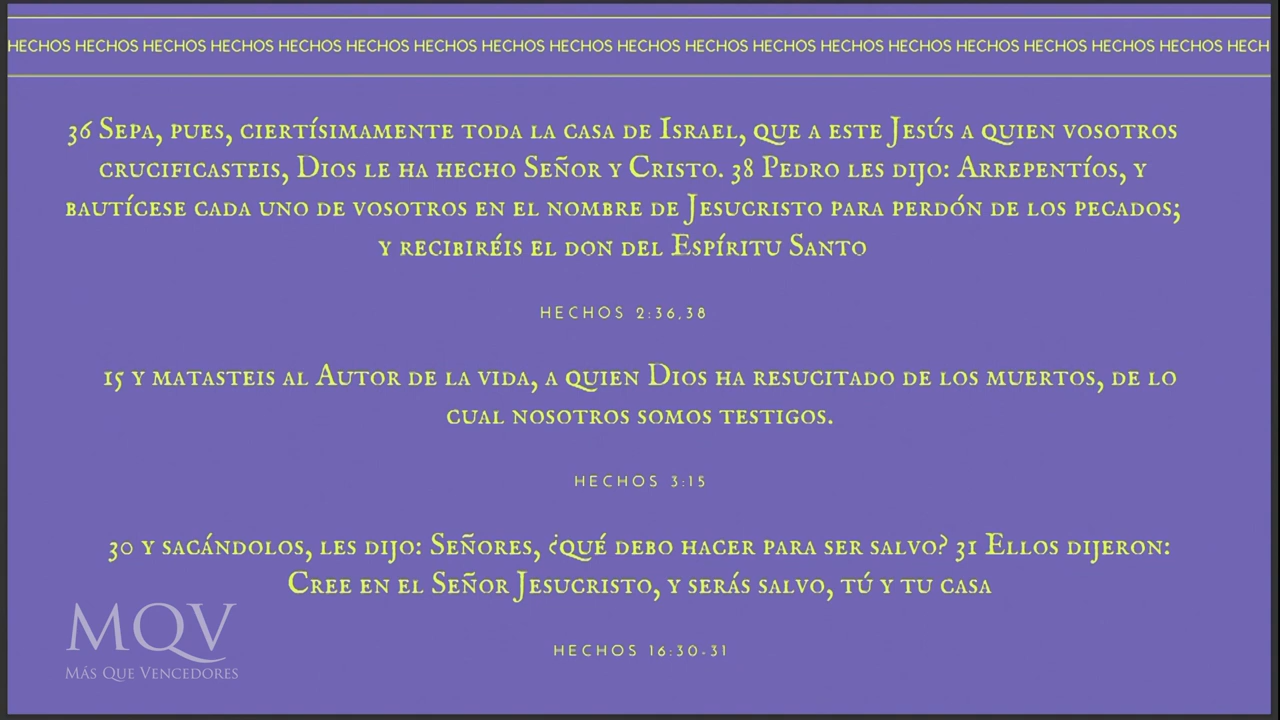 HECHOS HECHOS HECHOS HECHOS HECHOS HECHOS HECHOS HECHOS HECHOS HECHOS HECHOS HECHOS HECHOS HECHOS HECHOS HECHOS HECHOS HECHOS HECH
36 Sepa, pues, ciertísimamente toda la casa de Israel, que a este Jesús a quien vosotros
crucificasteis, Dios le ha hecho Señor y Cristo. 38 Pedro les dijo: Arrepentíos, y
bautícese cada uno de vosotros en el nombre de Jesucristo para perdón de los pecados;
y recibiréis el don del Espíritu Santo
HECHOS 2:36,38
15 y matasteis al Autor de la vida, a quien Dios ha resucitado de los muertos, de lo
cual nosotros somos testigos.
HECHOS 3:15
30 y sacándolos, les dijo: Señores, ¿qué debo hacer para ser salvo? 31 Ellos dijeron:
Cree en el Señor Jesucristo, y serás salvo, tú y tu casa
HECHOS 16:30-31
MQV
Más Que Vencedores